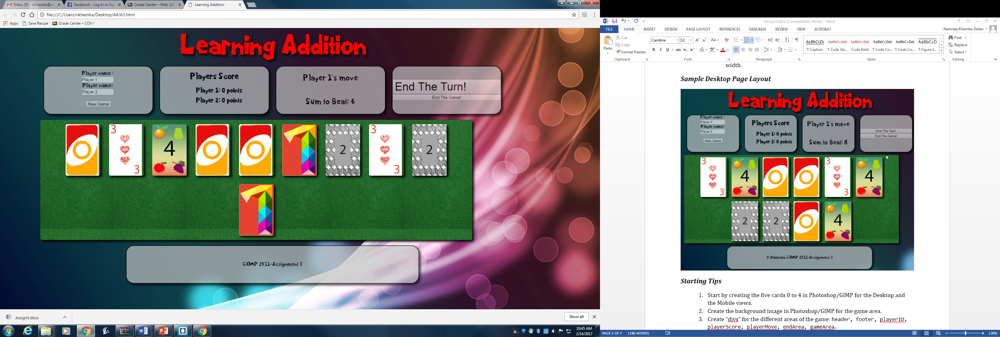 Inbox (5) - nkhemka@m
Facebook - Log In or Sig
Grade Center – Web 1(0
Learning Addition
file:///C:/Users/nkhemka/Desktop/A4/A3.html
Apps
Save Recipe
Grade Center – COM
Learning Addition
Player name :
Player 1
Player name:
Player 2
New Game
Players Score
Player 1: 0 points
Player 2: 0 points
Player 1's move
Sum to Beat: 6
End The Turn!
End The Game!
3
3
4
2
3
3
2
COMP 2511-Assignment 3
Assign3.docx
Show all
10:45 AM
2/14/2017
Assign3.docx [Compatibility Mode] - Word
FILE HOME INSERT DESIGN PAGE LAYOUT REFERENCES MAILINGS REVIEW VIEW ACROBAT
Namrata Khemka-Dolan
Paste
Cut
Copy
Format Painter
Clipboard
Cambria 12
Font
Paragraph
AaBbCcDc AaBbCcDdI AaBbCcDdI AaBbCcDdI AaBbCcDdI AaBbCcD
¶ Caption ¶ Code Ab... Code Bold ¶ Code Co... ¶ Code Co... ¶ Figure I...
Styles
Find
Replace
Select
Editing
width.
Sample Desktop Page Layout
Learning Addition
Player name :
Player 1
Player name:
Player 2
New Game
Players Score
Player 1: 0 points
Player 2: 0 points
Player 1's move
Sum to Beat: 8
End The Turn!
End The Game!
3
3
4
3
3
4
2
2
4
© Namrata COMP 2511-Assignment 3
Starting Tips
1. Start by creating the five cards 0 to 4 in Photoshop/GIMP for the Desktop and
the Mobile views.
2. Create the background image in Photoshop/GIMP for the game area.
3. Create “divs” for the different areas of the game: header, footer, playerID,
playerScore, playerMove, endArea, gameArea.
PAGE 5 OF 7 1196 WORDS
120%